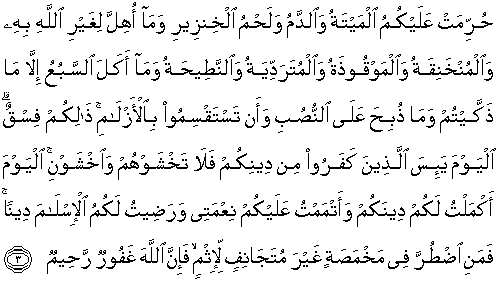 حُرِّمَتْ عَلَيْكُمُ الْمَيْتَةُ وَالدَّمُ وَلَحْمُ الْخِنزِيرِ وَمَآ أُهِلَّ لِغَيْرِ اللَّهِ بِهِۦ
وَالْمُنْخَنِقَةُ وَالْمَوْقُوذَةُ وَالْمُتَرَدِّيَةُ وَالنَّطِيحَةُ وَمَآ أَكَلَ السَّبُعُ إِلَّا مَا
ذَكَّيْتُمْ وَمَا ذُبِحَ عَلَى النُّصُبِ وَأَن تَسْتَقْسِمُوا۟ بِالْأَزْلَٰمِ ۚ ذَٰلِكُمْ فِسْقٌ ۗ
الْيَوْمَ يَئِسَ الَّذِينَ كَفَرُوا۟ مِن دِينِكُمْ فَلَا تَخْشَوْهُمْ وَاخْشَوْنِ ۚ الْيَوْمَ
أَكْمَلْتُ لَكُمْ دِينَكُمْ وَأَتْمَمْتُ عَلَيْكُمْ نِعْمَتِى وَرَضِيتُ لَكُمُ الْإِسْلَٰمَ دِينًا ۚ
فَمَنِ اضْطُرَّ فِى مَخْمَصَةٍ غَيْرَ مُتَجَانِفٍ لِّإِثْمٍ ۙ فَإِنَّ اللَّهَ غَفُورٌ رَّحِيمٌ ﴿٣﴾